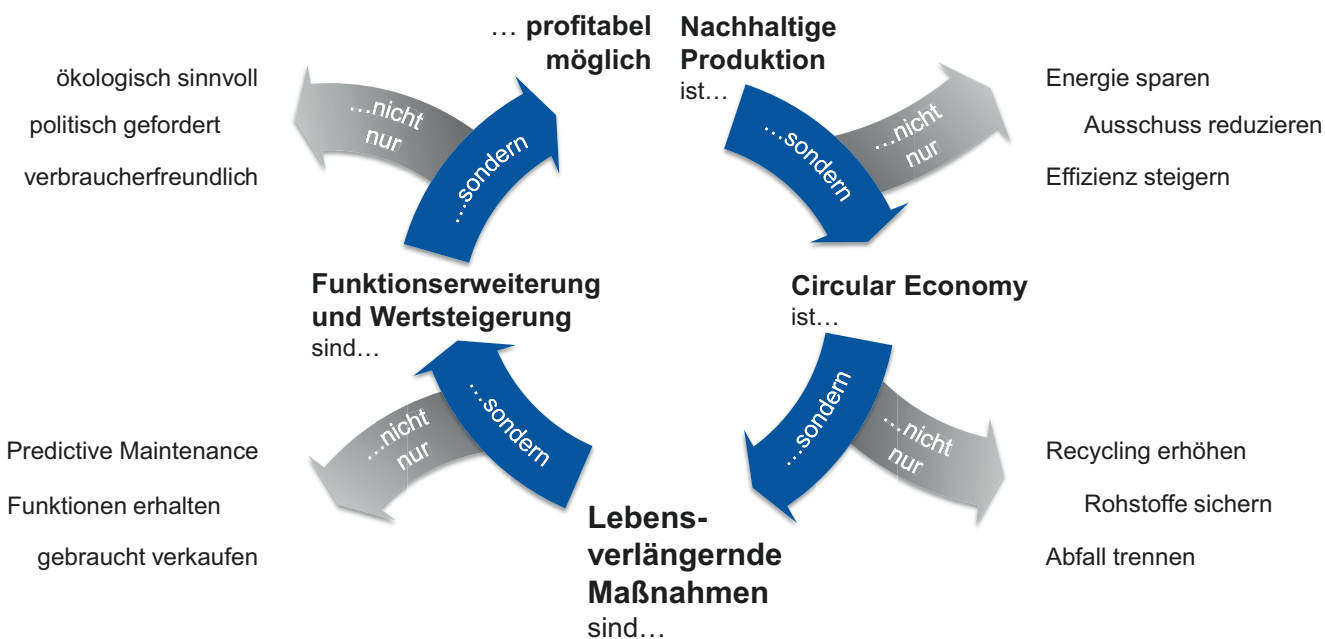 Nachhaltige
Produktion
ist…
…sondern
…nicht
nur
Energie sparen
Ausschuss reduzieren
Effizienz steigern
Circular Economy
ist…
…sondern
…nicht
nur
Recycling erhöhen
Rohstoffe sichern
Abfall trennen
Lebens-
verlängernde
Maßnahmen
sind…
…sondern
…nicht
nur
Predictive Maintenance
Funktionen erhalten
gebraucht verkaufen
Funktionserweiterung
und Wertsteigerung
sind…
…sondern
…nicht
nur
ökologisch sinnvoll
politisch gefordert
verbraucherfreundlich
… profitabel
möglich